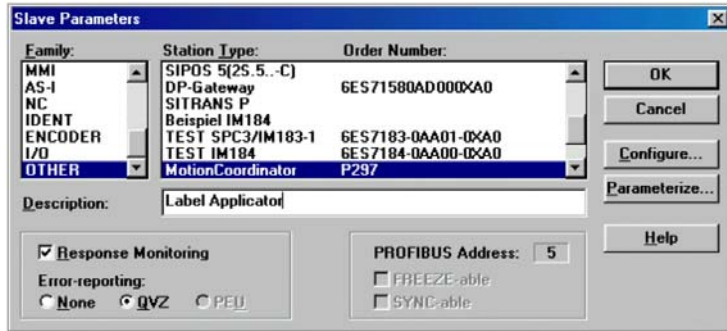 Slave Parameters
Family: Station Type: Order Number:
MMI SIPOS 5(2S.5..-C)
AS-I DP-Gateway 6ES71580AD000XA0
NC SITRANS P
IDENT Beispiel IM184
ENCODER TEST SPC3/IM183-1 6ES7183-0AA01-0XA0
I/O TEST IM184 6ES7184-0AA00-0XA0
OTHER MotionCoordinator P297
OK
Cancel
Configure...
Parameterize...
Description: Label Applicator
Help
Response Monitoring
Error-reporting:
None QVZ PEU
PROFIBUS Address: 5
FREEZE-able
SYNC-able